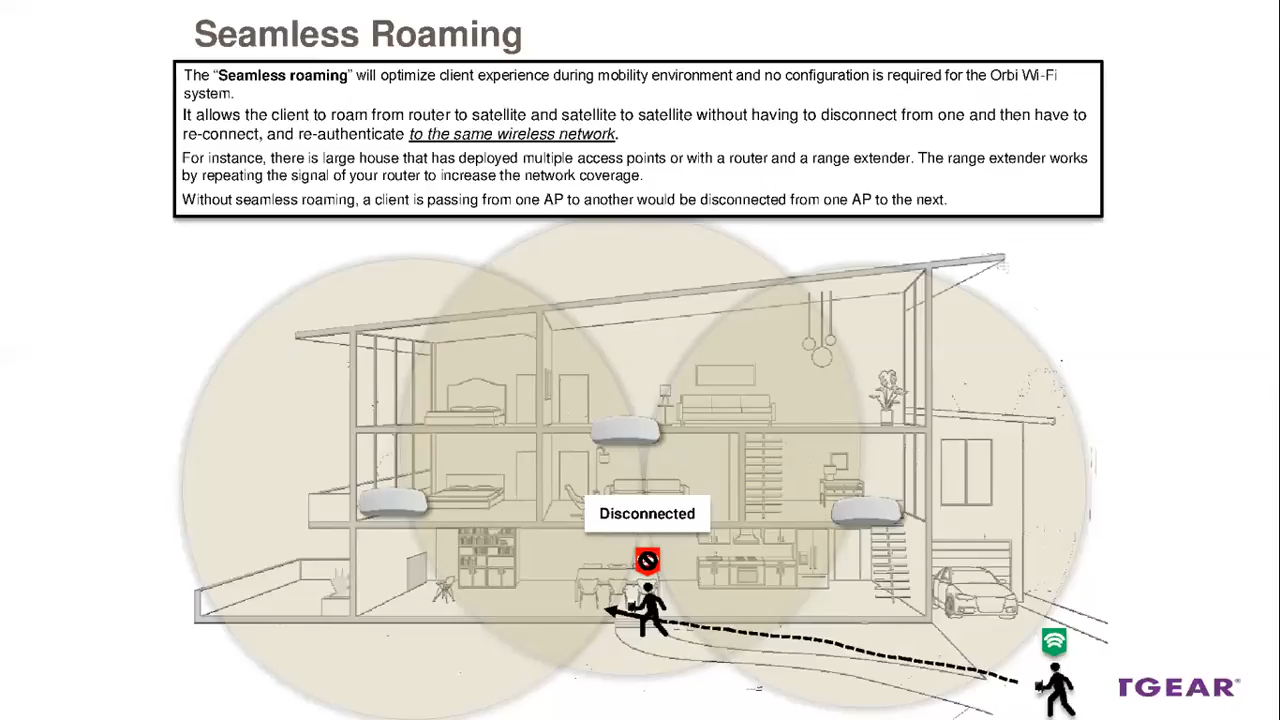 Seamless Roaming
The “Seamless roaming” will optimize client experience during mobility environment and no configuration is required for the Orbi Wi-Fi
system.
It allows the client to roam from router to satellite and satellite to satellite without having to disconnect from one and then have to
re-connect, and re-authenticate to the same wireless network.
For instance, there is large house that has deployed multiple access points or with a router and a range extender. The range extender works
by repeating the signal of your router to increase the network coverage.
Without seamless roaming, a client is passing from one AP to another would be disconnected from one AP to the next.
Disconnected
TGEAR